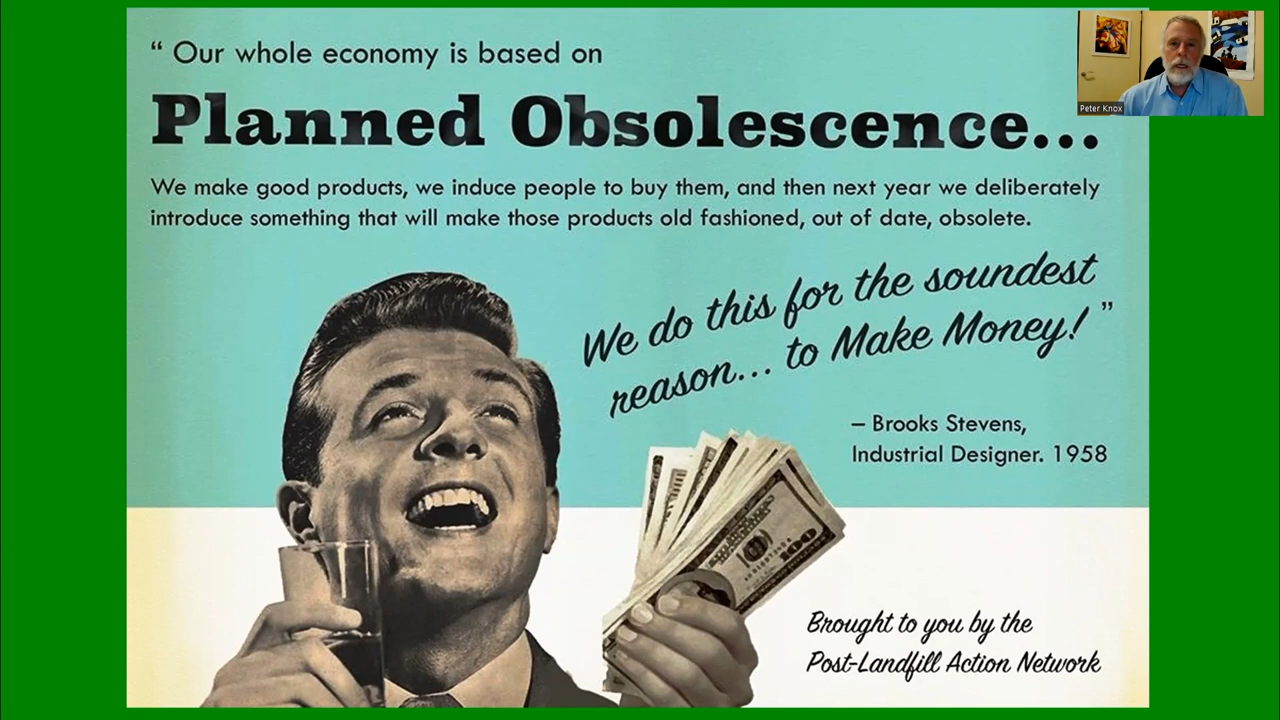 “ Our whole economy is based on
Planned Obsolescence...
We make good products, we induce people to buy them, and then next year we deliberately
introduce something that will make those products old fashioned, out of date, obsolete.
We do this for the soundest
reason... to Make Money! ”
– Brooks Stevens,
Industrial Designer. 1958
100
Brought to you by the
Post-Landfill Action Network
Peter Knox